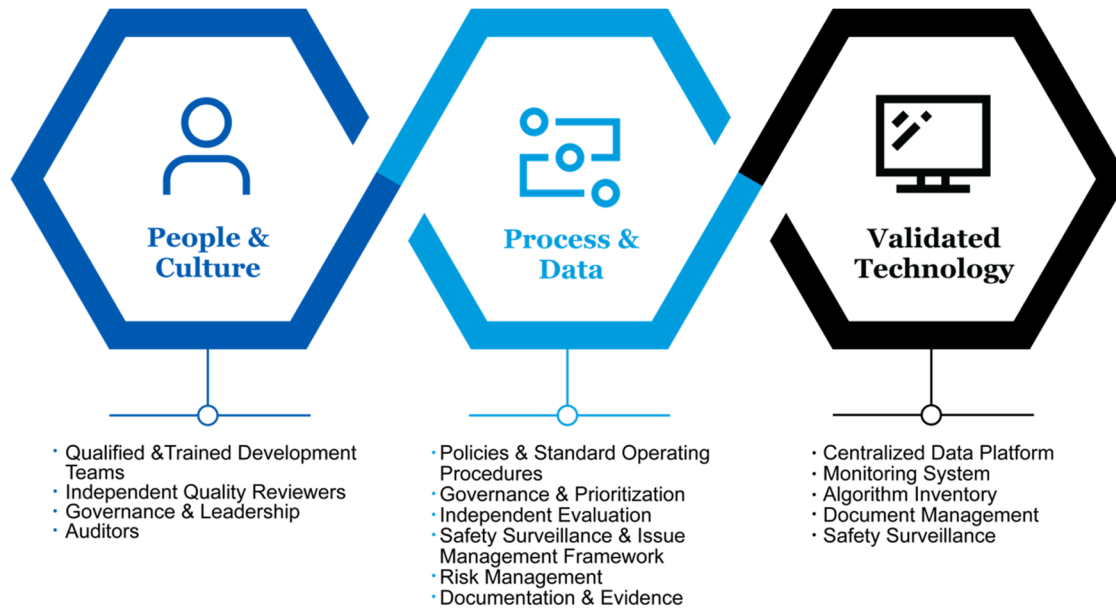 People &
Culture
Process &
Data
Validated
Technology
· Qualified &Trained Development
Teams
· Independent Quality Reviewers
· Governance & Leadership
· Auditors
· Policies & Standard Operating
Procedures
· Governance & Prioritization
· Independent Evaluation
· Safety Surveillance & Issue
Management Framework
· Risk Management
· Documentation & Evidence
· Centralized Data Platform
· Monitoring System
· Algorithm Inventory
· Document Management
· Safety Surveillance